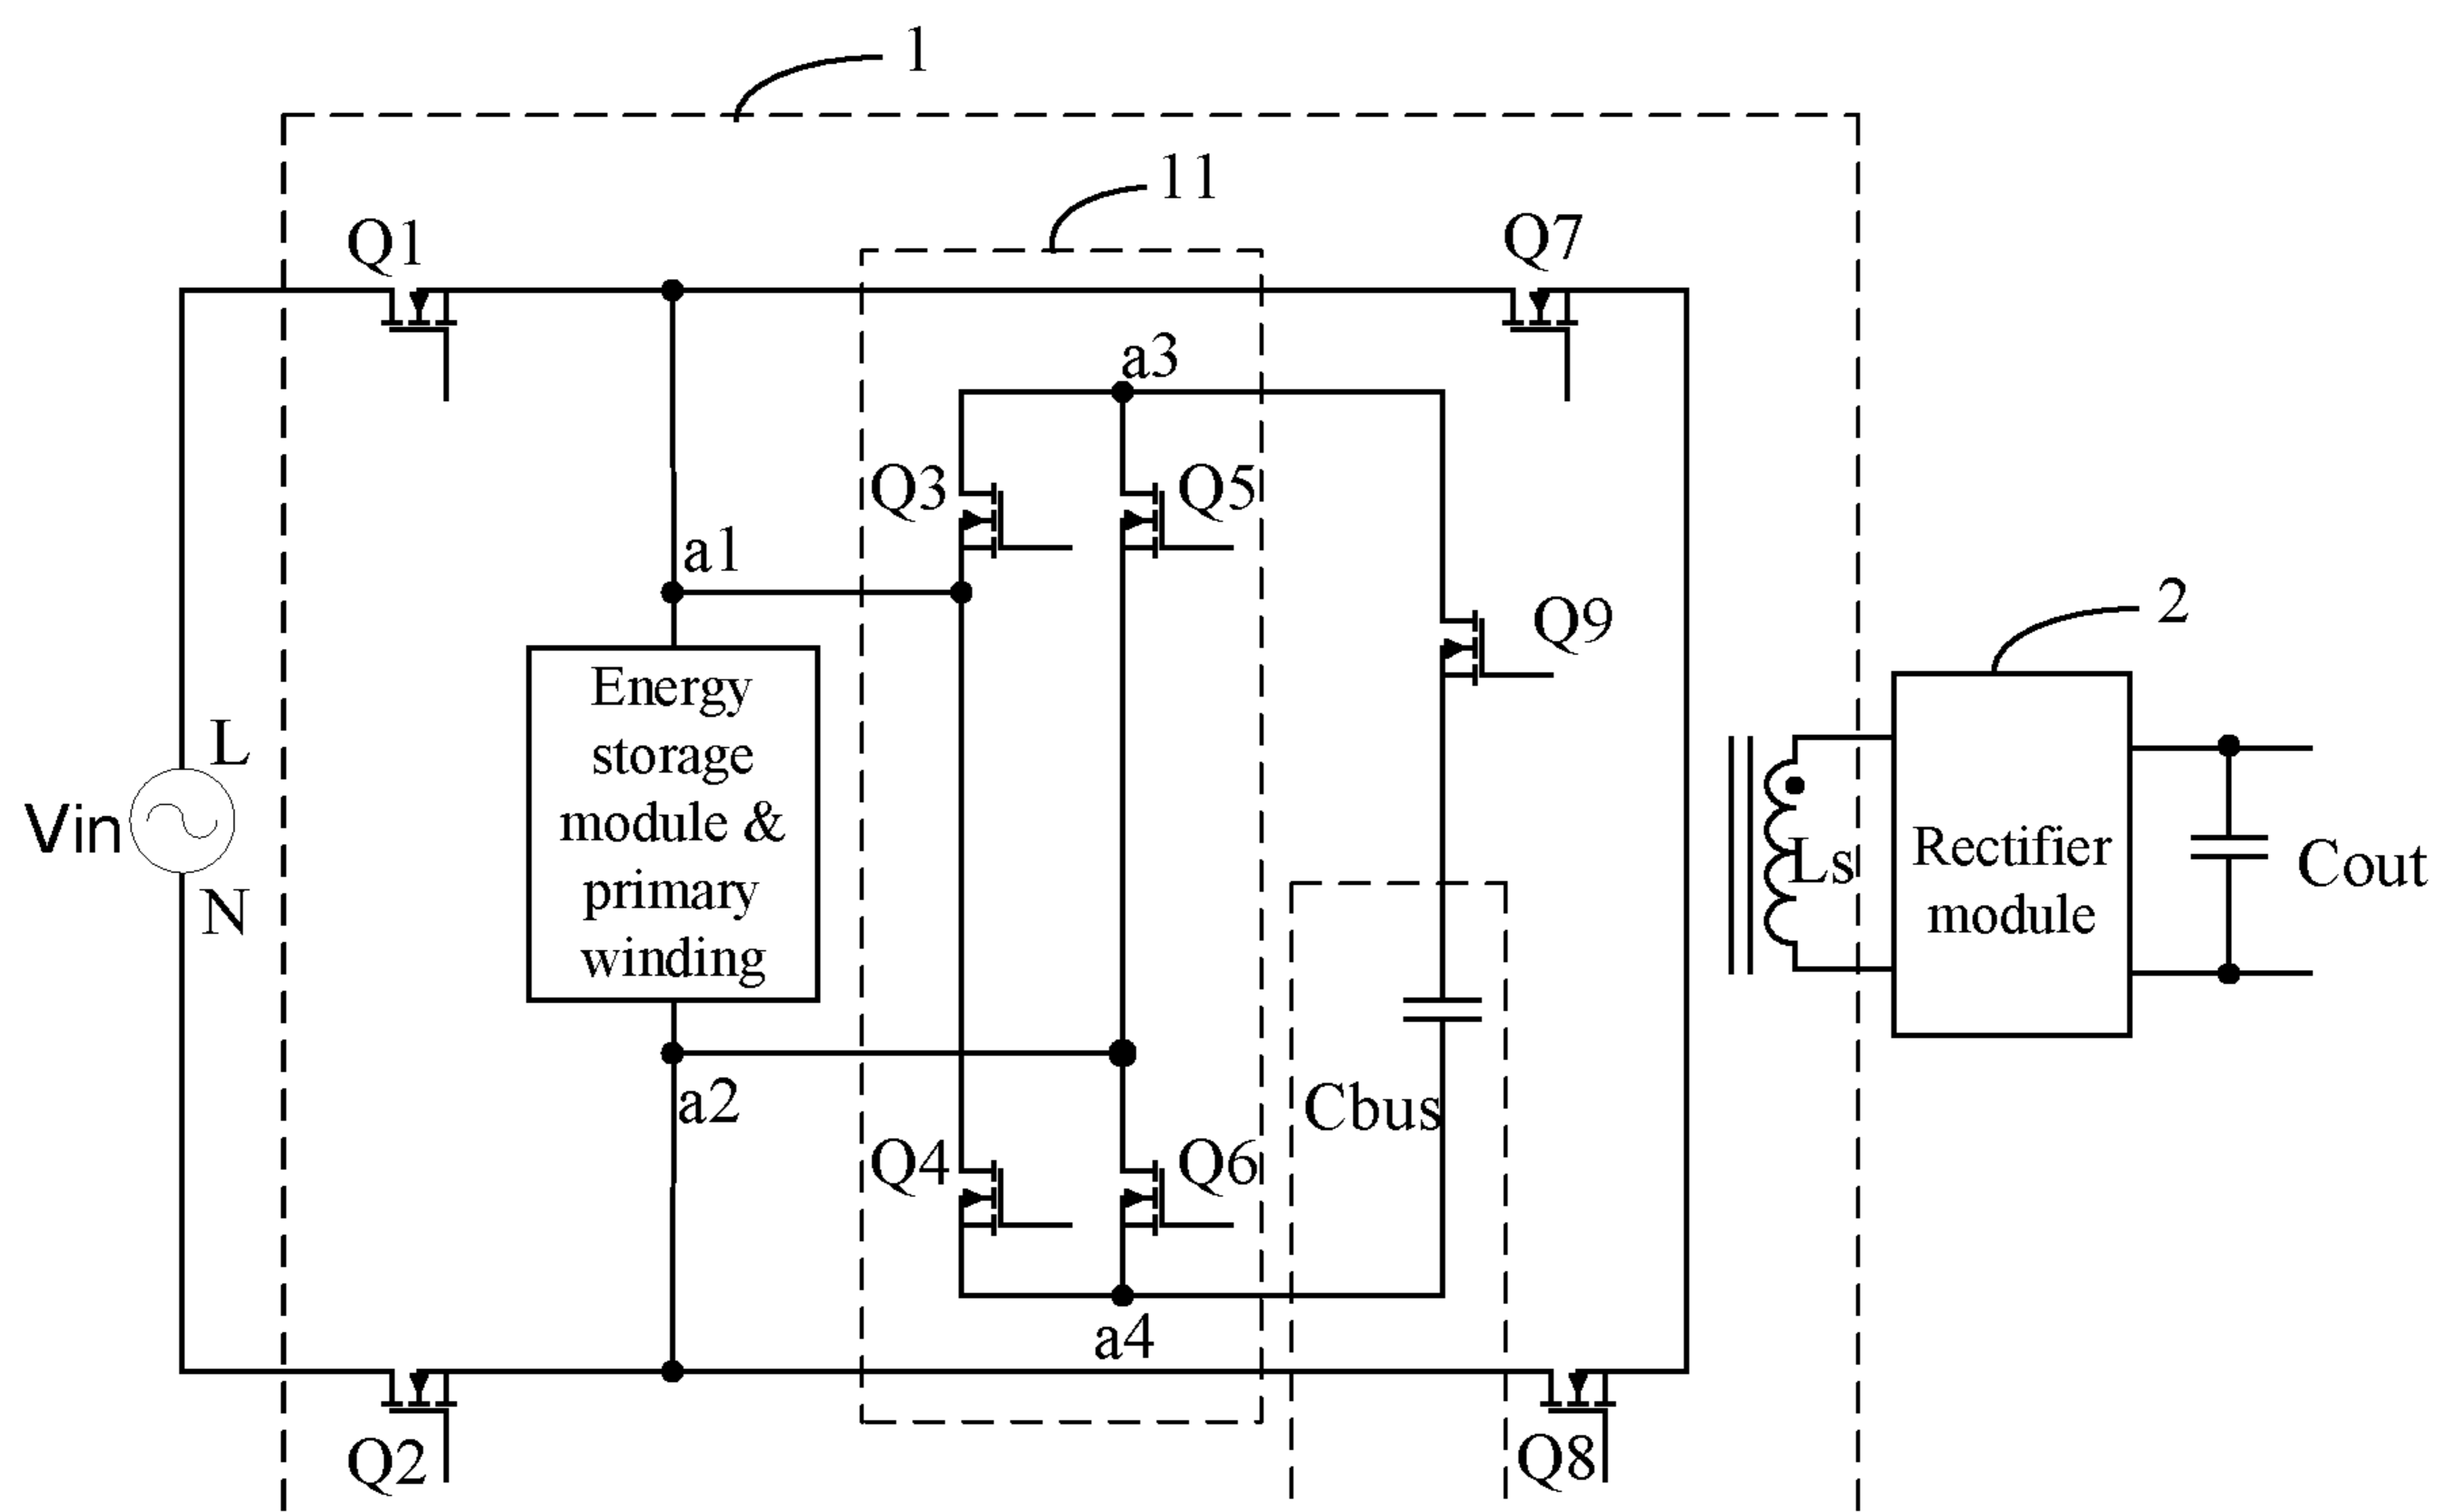 1
11
Q1
Q7
a3
Q3
Q5
a1
Q9
2
Energy
storage
module &
primary
winding
L
Vin
N
Ls
Rectifier
module
Cout
a2
Cbus
Q4
Q6
a4
Q2
Q8